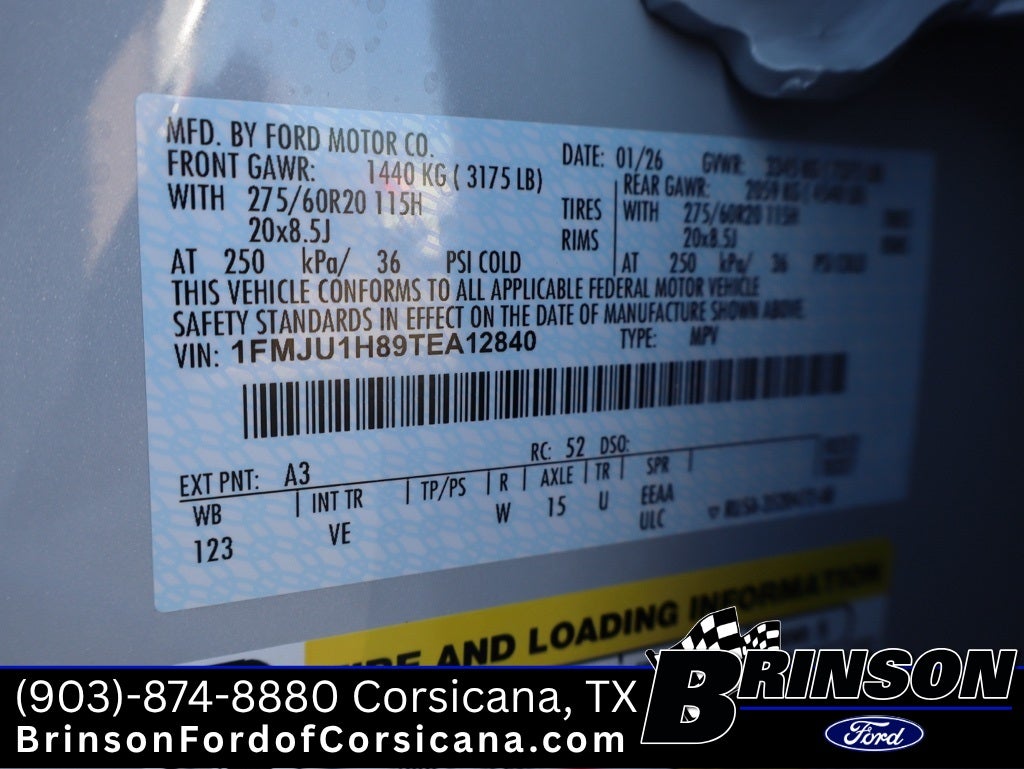 MFD. BY FORD MOTOR CO.
DATE: 01/26 GVWR:
FRONT GAWR: 1440 KG ( 3175 LB)
REAR GAWR: 2059 KG
WITH 275/60R20 115H
TIRES WITH 275/60R20 115H
20x8.5J
RIMS 20x8.5J
AT 250 kPa/ 36 PSI COLD
AT 250 kPa/ 36 PSI COLD
THIS VEHICLE CONFORMS TO ALL APPLICABLE FEDERAL MOTOR VEHICLE
SAFETY STANDARDS IN EFFECT ON THE DATE OF MANUFACTURE SHOWN ABOVE.
VIN: 1FMJU1H89TEA12840 TYPE: MPV
RC: 52 DSO:
EXT PNT: A3
WB INT TR TP/PS R AXLE TR SPR
123 VE W 15 U EEAA
ULC
TIRE AND LOADING INFORMATION
(903)-874-8880 Corsicana, TX
BrinsonFordofCorsicana.com
BRINSON
Ford